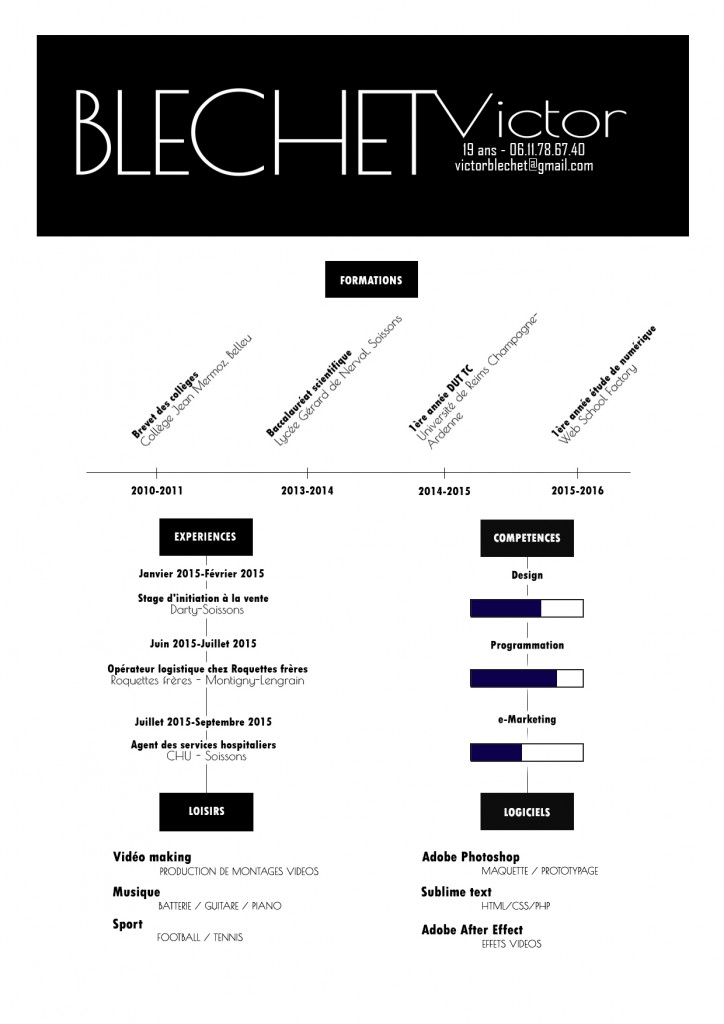 BLECHET Victor
19 ans - 06.11.78.67.40
victorblechet@gmail.com
FORMATIONS
Brevet des collèges
Collège Jean Mermoz, Belleu
Baccalauréat scientifique
Lycée Gérard de Nerval, Soissons
1ère année DUT TC
Université de Reims Champagne-
Ardenne
1ère année étude de numérique
Web School Factory
2010-2011
2013-2014
2014-2015
2015-2016
EXPERIENCES
Janvier 2015-Février 2015
Stage d'initiation à la vente
Darty-Soissons
Juin 2015-Juillet 2015
Opérateur logistique chez Roquettes frères
Roquettes frères - Montigny-Lengrain
Juillet 2015-Septembre 2015
Agent des services hospitaliers
CHU - Soissons
COMPETENCES
Design
Programmation
e-Marketing
LOISIRS
Vidéo making
PRODUCTION DE MONTAGES VIDEOS
Musique
BATTERIE / GUITARE / PIANO
Sport
FOOTBALL / TENNIS
LOGICIELS
Adobe Photoshop
MAQUETTE / PROTOTYPAGE
Sublime text
HTML/CSS/PHP
Adobe After Effect
EFFETS VIDEOS